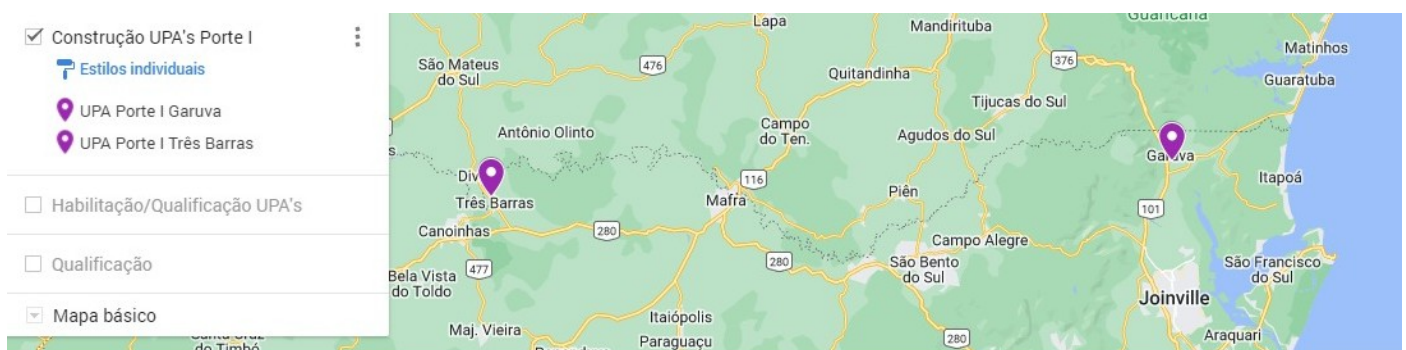 Construção UPA's Porte I
Estilos individuais
UPA Porte I Garuva
UPA Porte I Três Barras
Habilitação/Qualificação UPA's
Qualificação
Mapa básico
Lapa
Mandirituba
Guaricana
Matinhos
São Mateus
do Sul
476
Quitandinha
376
Guaratuba
Tijucas do Sul
Antônio Olinto
Campo
do Ten.
Agudos do Sul
Garuva
Itapoá
116
Piên
Três Barras
Mafra
101
Canoinhas
280
Campo Alegre
São Bento
do Sul
280
São Francisco
do Sul
Bela Vista
do Toldo
477
Joinville
Itaiópolis
Maj. Vieira
Paraguaçu
280
Araquari
do Timbó